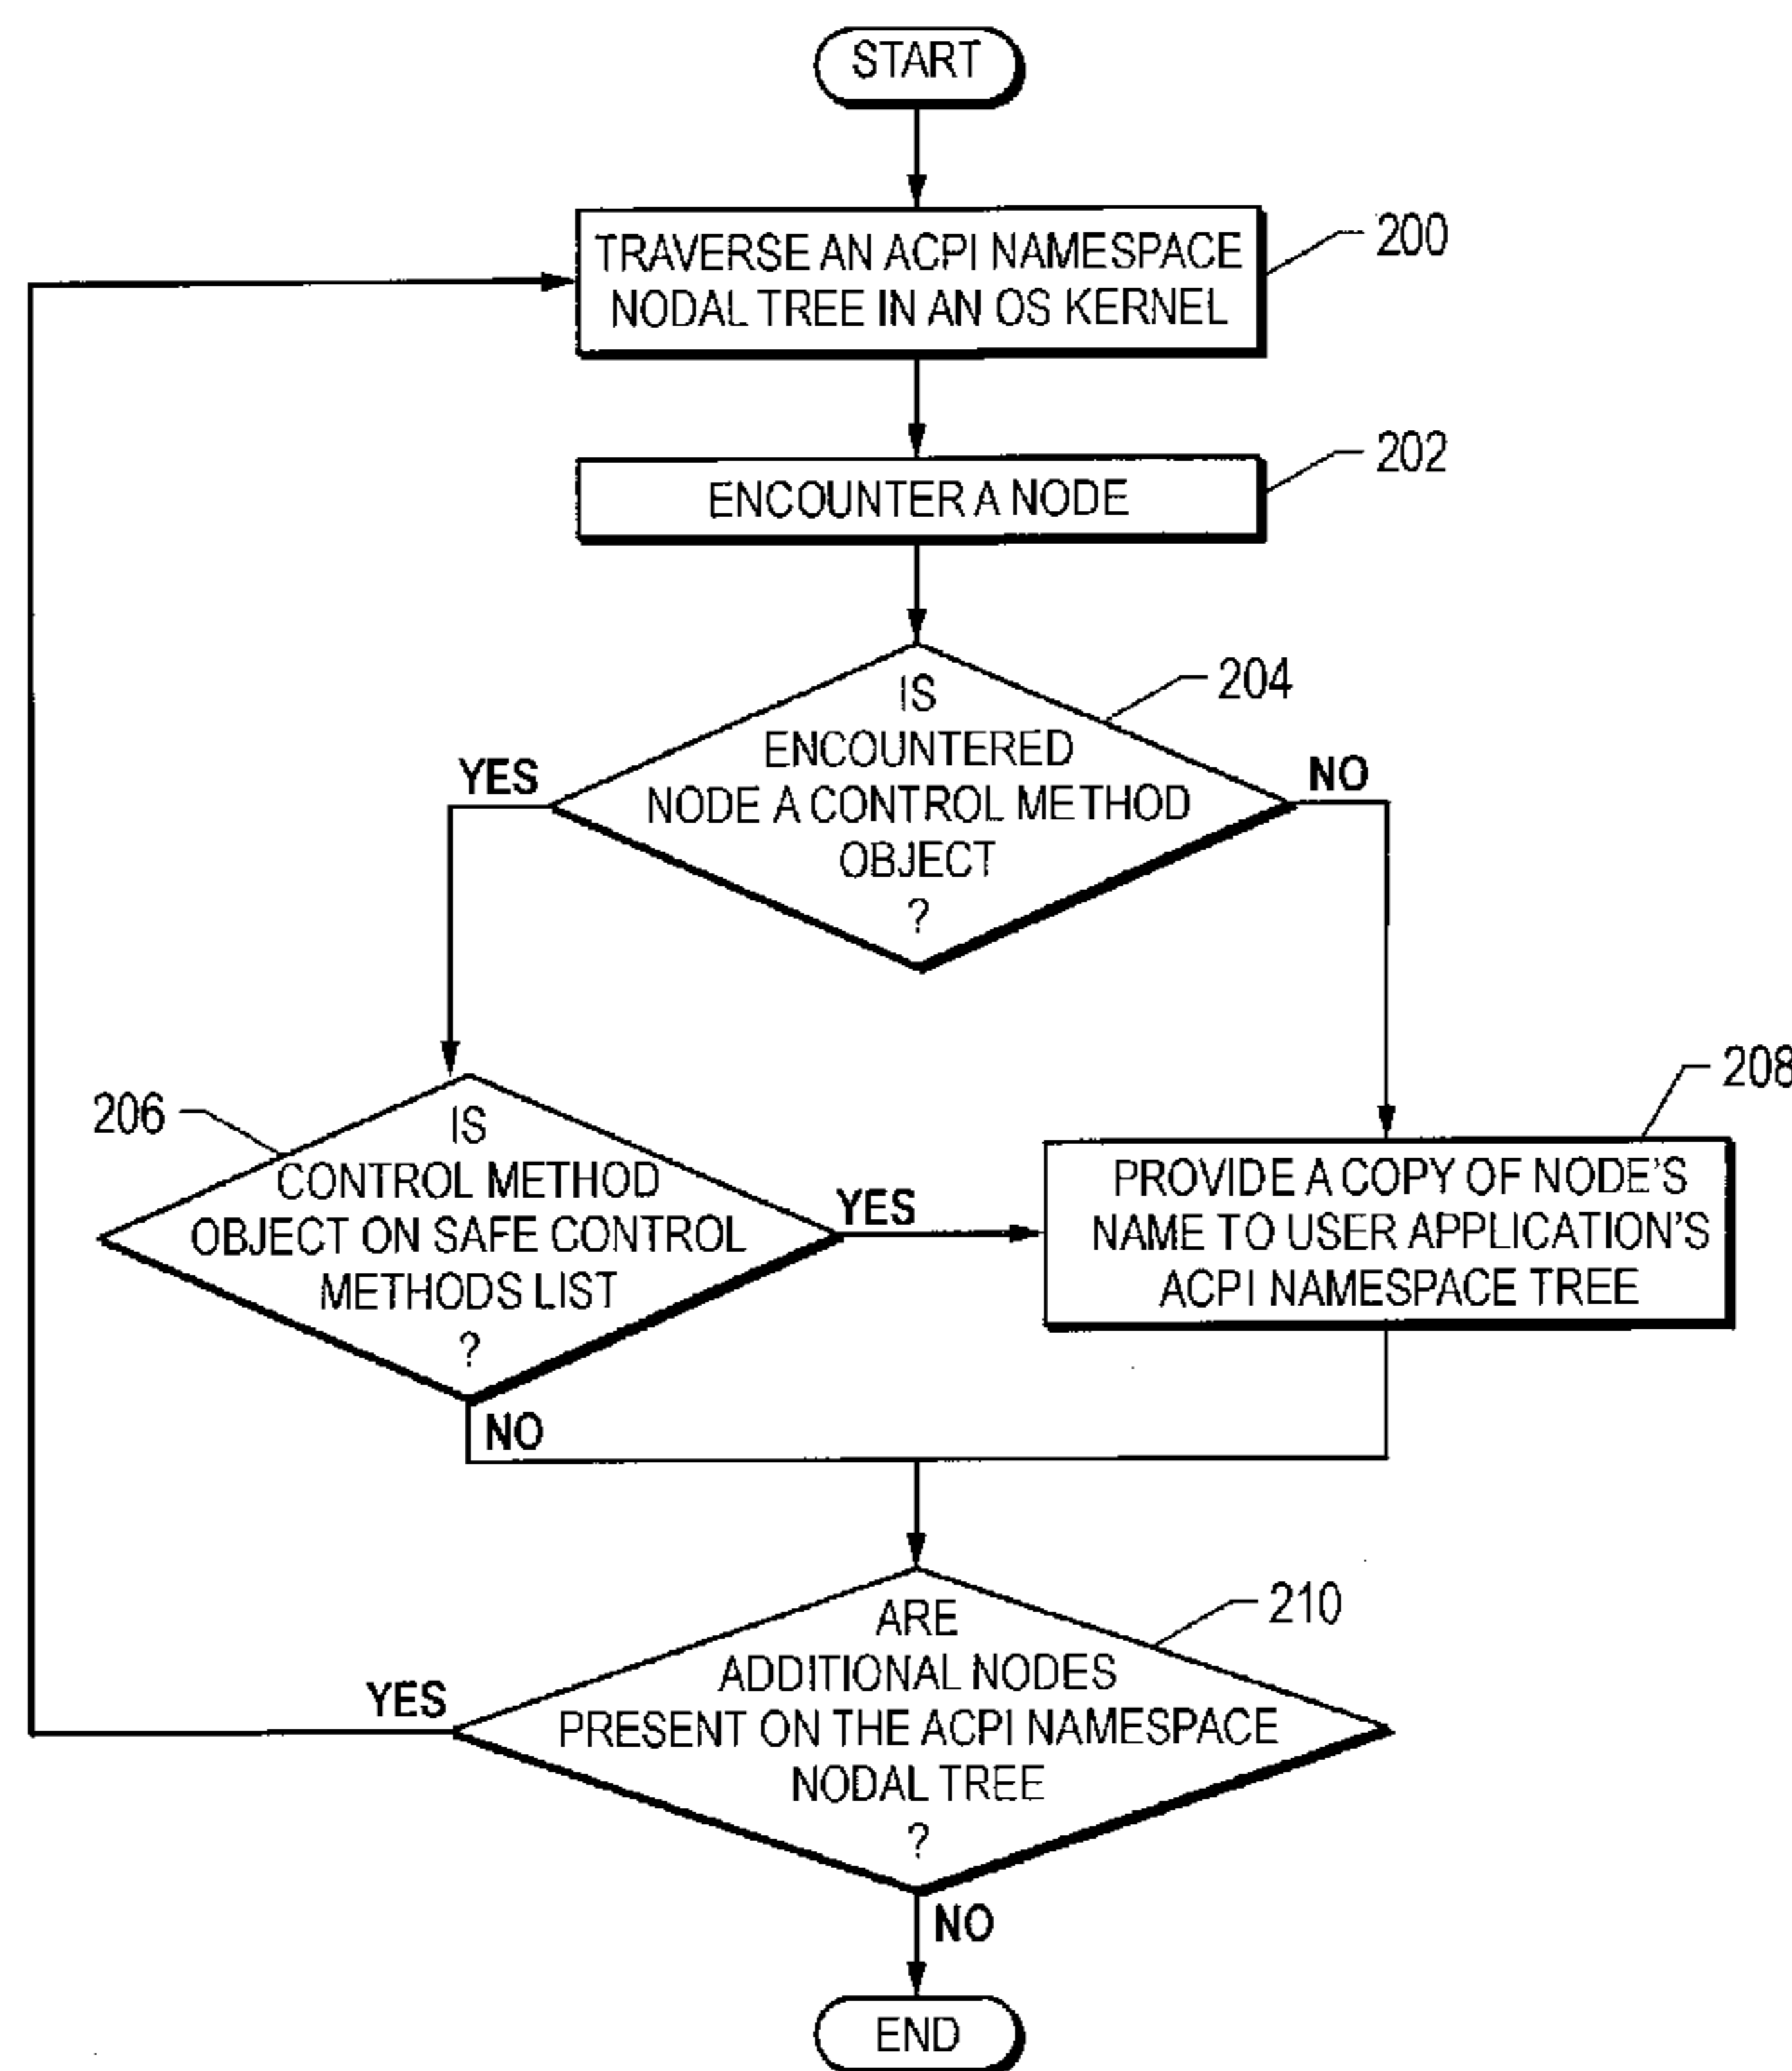 START
TRAVERSE AN ACPI NAMESPACE
NODAL TREE IN AN OS KERNEL
200
ENCOUNTER A NODE
202
IS
ENCOUNTERED
NODE A CONTROL METHOD
OBJECT
?
204
YES
NO
206
IS
CONTROL METHOD
OBJECT ON SAFE CONTROL
METHODS LIST
?
YES
NO
208
PROVIDE A COPY OF NODE'S
NAME TO USER APPLICATION'S
ACPI NAMESPACE TREE
ARE
ADDITIONAL NODES
PRESENT ON THE ACPI NAMESPACE
NODAL TREE
?
210
YES
NO
END